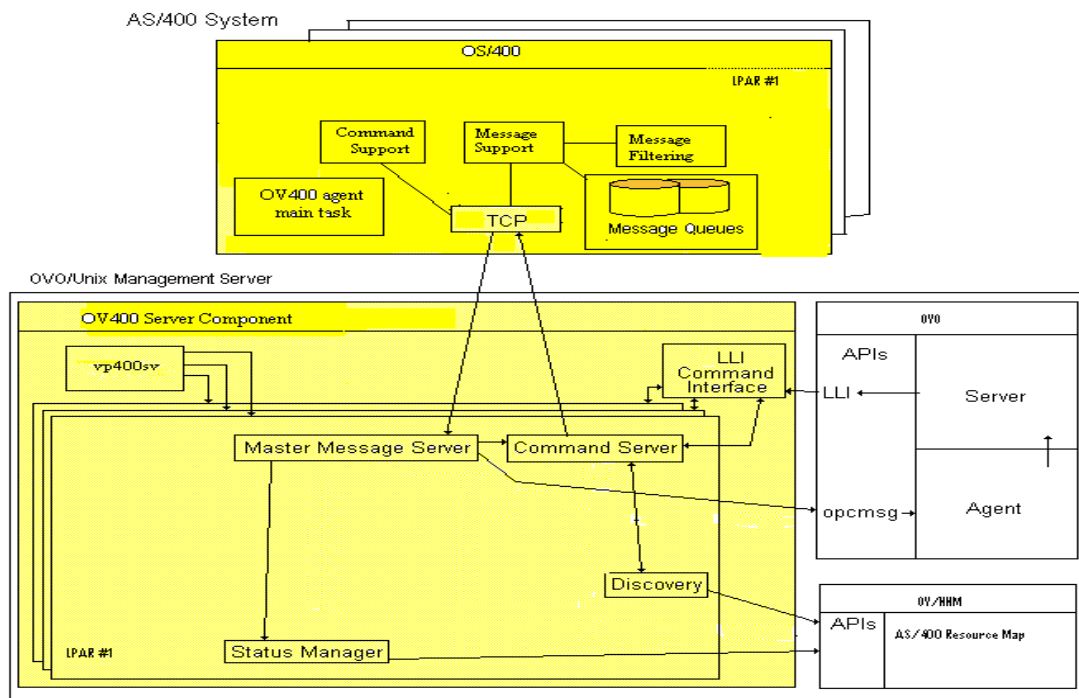 AS/400 System
OS/400
LPAR #1
Command
Support
Message
Support
Message
Filtering
OV400 agent
main task
TCP
Message Queues
OVO/Unix Management Server
OV400 Server Component
vp400sv
LLI
Command
Interface
Master Message Server
Command Server
Discovery
Status Manager
LPAR #1
OVO
APIs
LLI
Server
opcmsg
Agent
OV/NNM
APIs
AS/400 Resource Map